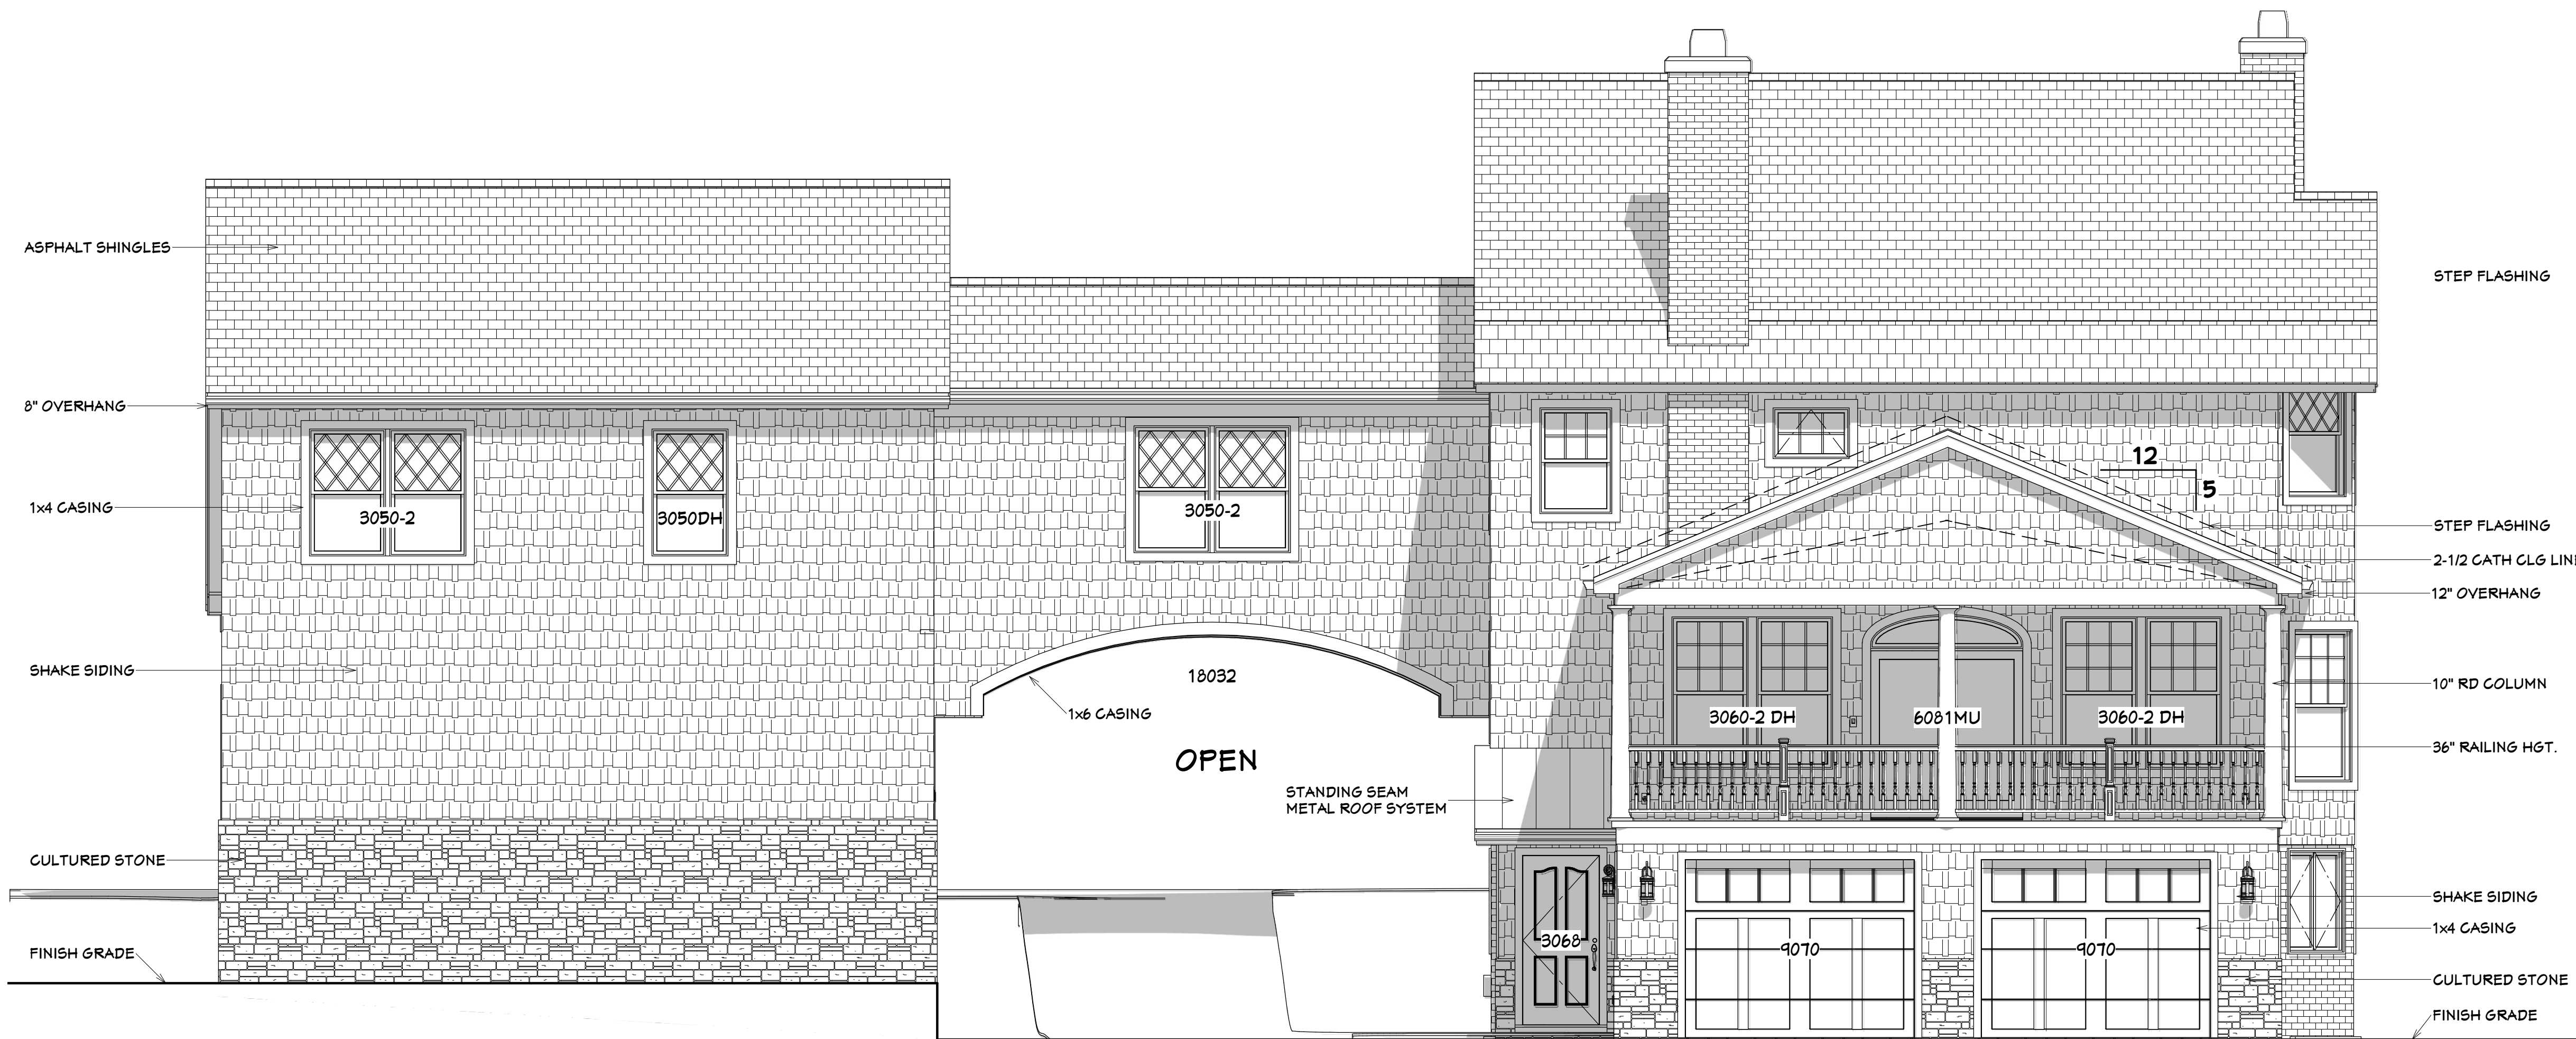 ASPHALT SHINGLES
STEP FLASHING
8" OVERHANG
12
5
1x4 CASING
3050-2
3050DH
3050-2
STEP FLASHING
2-1/2 CATH CLG LINE
12" OVERHANG
SHAKE SIDING
18032
10" RD COLUMN
1x6 CASING
3060-2 DH
6081MU
3060-2 DH
36" RAILING HGT.
OPEN
STANDING SEAM
METAL ROOF SYSTEM
CULTURED STONE
SHAKE SIDING
1x4 CASING
3068
9070
9070
FINISH GRADE
CULTURED STONE
FINISH GRADE